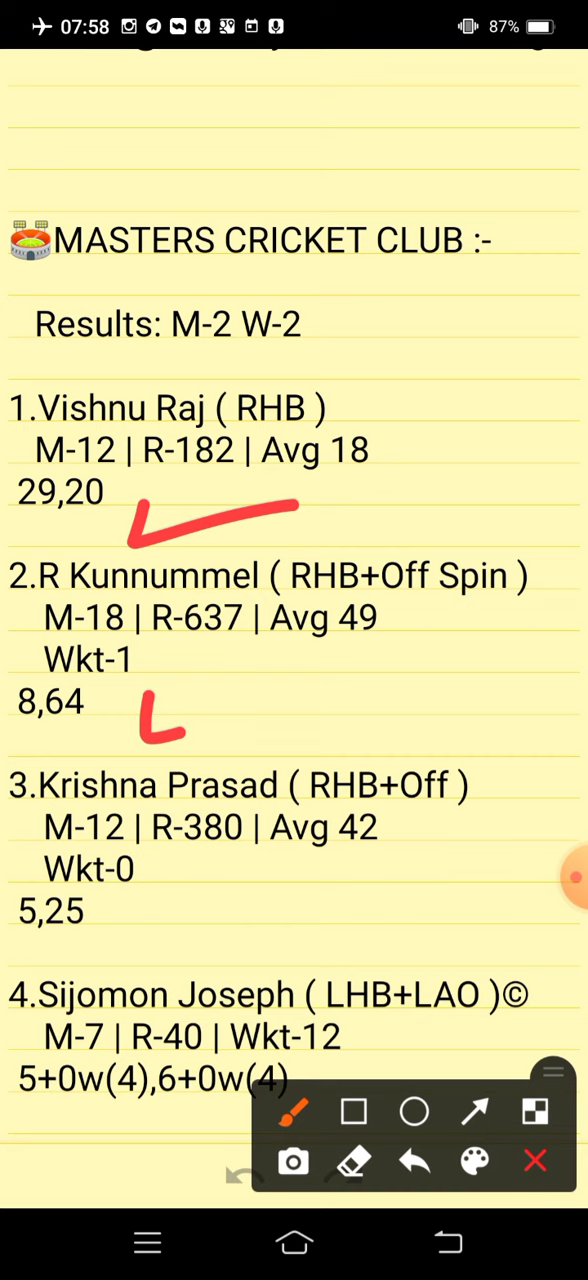 07:58
87%
MASTERS CRICKET CLUB :-
Results: M-2 W-2
1.Vishnu Raj ( RHB )
M-12 | R-182 | Avg 18
29,20
2.R Kunnummel ( RHB+Off Spin )
M-18 | R-637 | Avg 49
Wkt-1
8,64
3.Krishna Prasad ( RHB+Off )
M-12 | R-380 | Avg 42
Wkt-0
5,25
4.Sijomon Joseph ( LHB+LAO )©
M-7 | R-40 | Wkt-12
5+0w(4),6+0w(4)